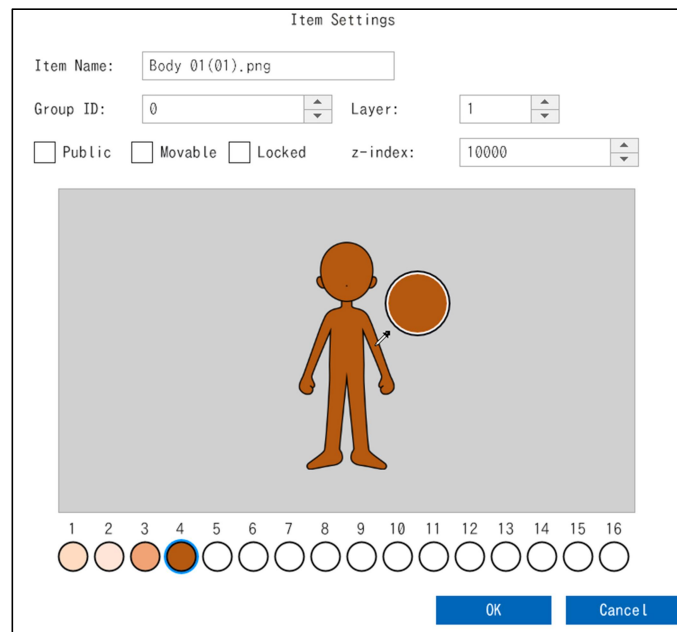 Item Settings
Item Name: Body 01(01).png
Group ID: 0 Layer: 1
Public Movable Locked z-index: 10000
1 2 3 4 5 6 7 8 9 10 11 12 13 14 15 16
OK Cancel